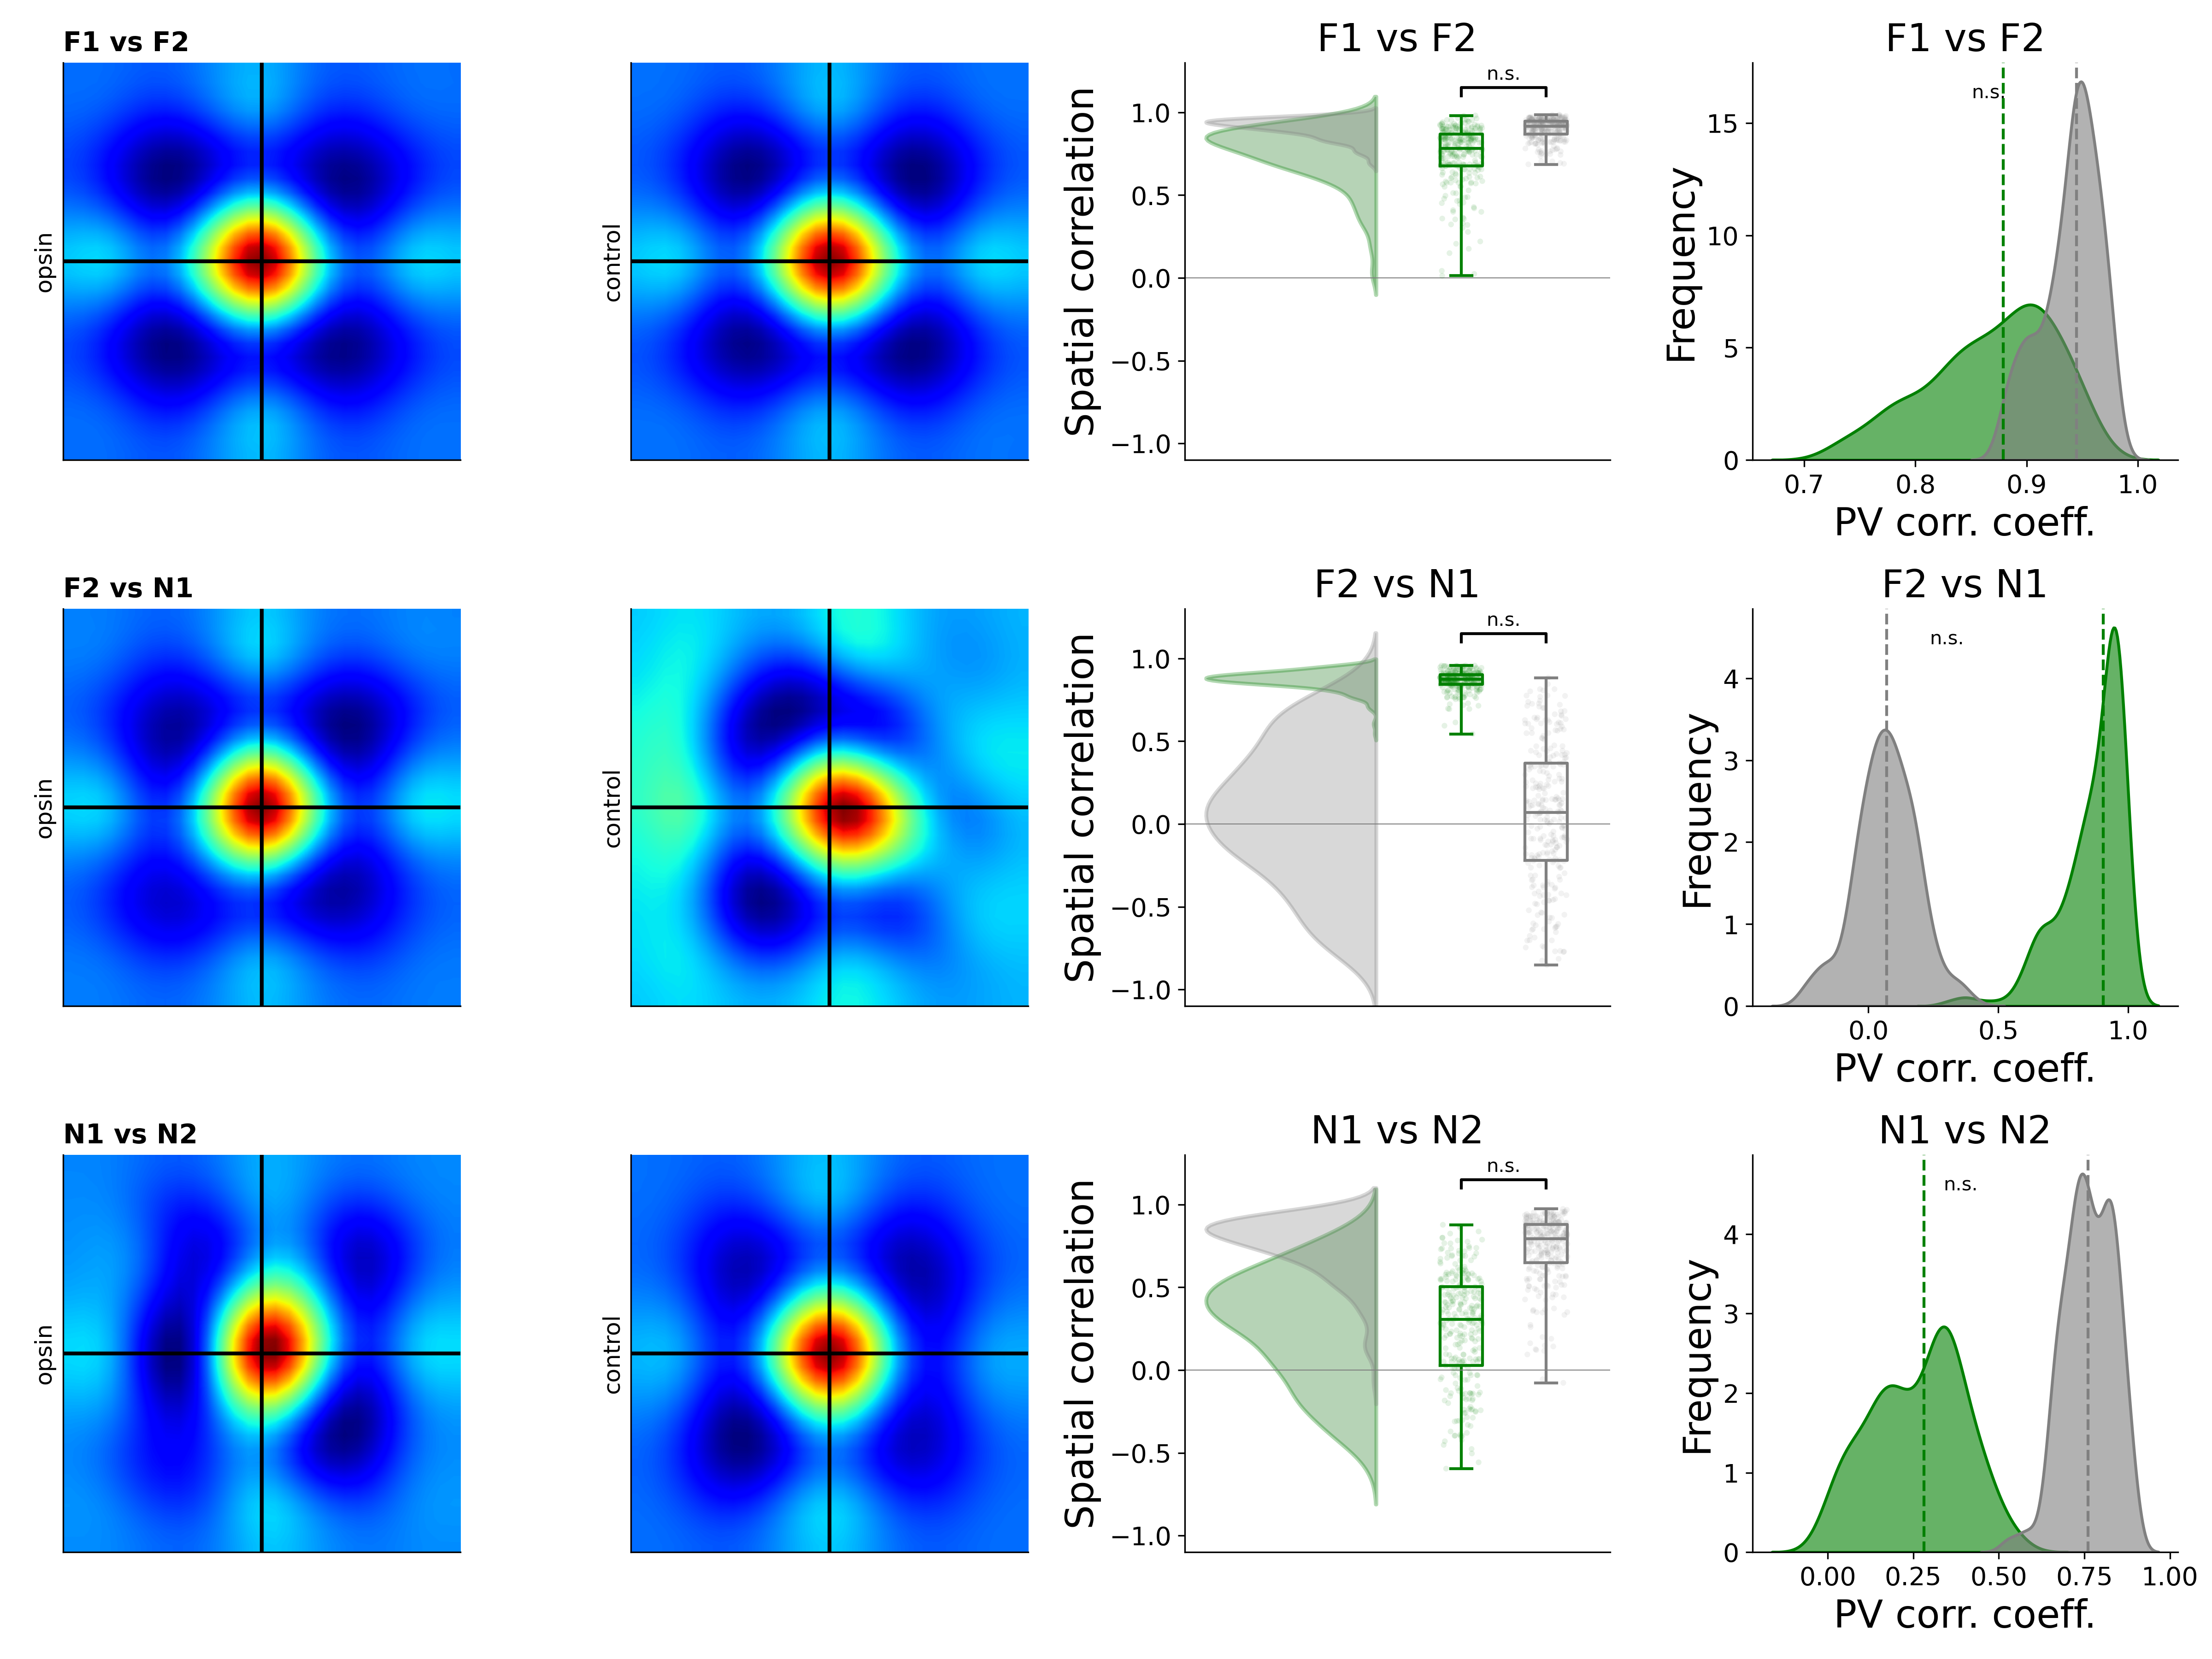 F1 vs F2
opsin
control
F1 vs F2
Spatial correlation
1.0
0.5
0.0
−0.5
−1.0
n.s.
F1 vs F2
Frequency
15
10
5
0
n.s.
0.7 0.8 0.9 1.0
PV corr. coeff.
F2 vs N1
opsin
control
F2 vs N1
Spatial correlation
1.0
0.5
0.0
−0.5
−1.0
n.s.
F2 vs N1
Frequency
4
3
2
1
0
n.s.
0.0 0.5 1.0
PV corr. coeff.
N1 vs N2
opsin
control
N1 vs N2
Spatial correlation
1.0
0.5
0.0
−0.5
−1.0
n.s.
N1 vs N2
Frequency
4
3
2
1
0
n.s.
0.00 0.25 0.50 0.75 1.00
PV corr. coeff.